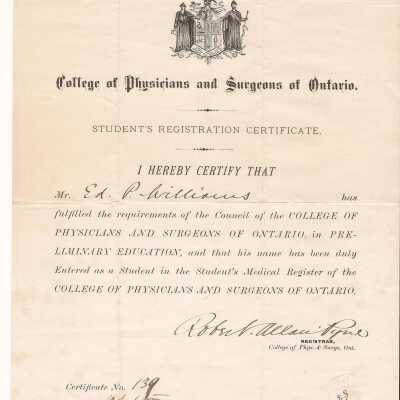 College of Physicians and Surgeons of Ontario.
STUDENT'S REGISTRATION CERTIFICATE.
I HEREBY CERTIFY THAT
Mr. Ed. P. Williams has
fulfilled the requirements of the Council of the COLLEGE OF
PHYSICIANS AND SURGEONS OF ONTARIO, in PRE-
LIMINARY EDUCATION, and that his name has been duly
Entered as a Student in the Student's Medical Register of the
COLLEGE OF PHYSICIANS AND SURGEONS OF ONTARIO.
Robert Allan Pyne
REGISTRAR,
College of Phys. & Surgs. Ont.
Certificate No. 139